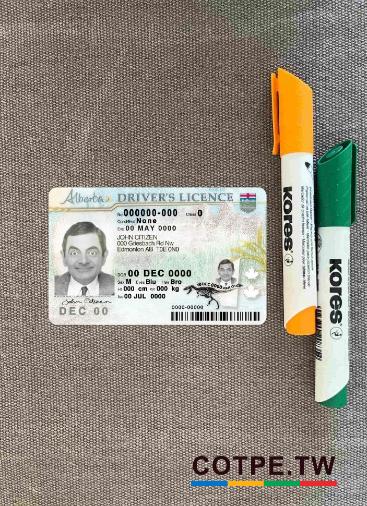 Alberta DRIVER'S LICENCE
No 000000-000 Class 0
Condition None
Exp 00 MAY 0000
JOHN CITIZEN
000 Griesbach Rd Nw
Edmonton AB T0E 0N0
DOB 00 DEC 0000
Sex M Eyes Blu Hair Bro
Ht 000 cm Wt 000 kg
Iss 00 JUL 0000
John Citizen
DEC 00
0000-00000
kores
kores
COTPE.TW